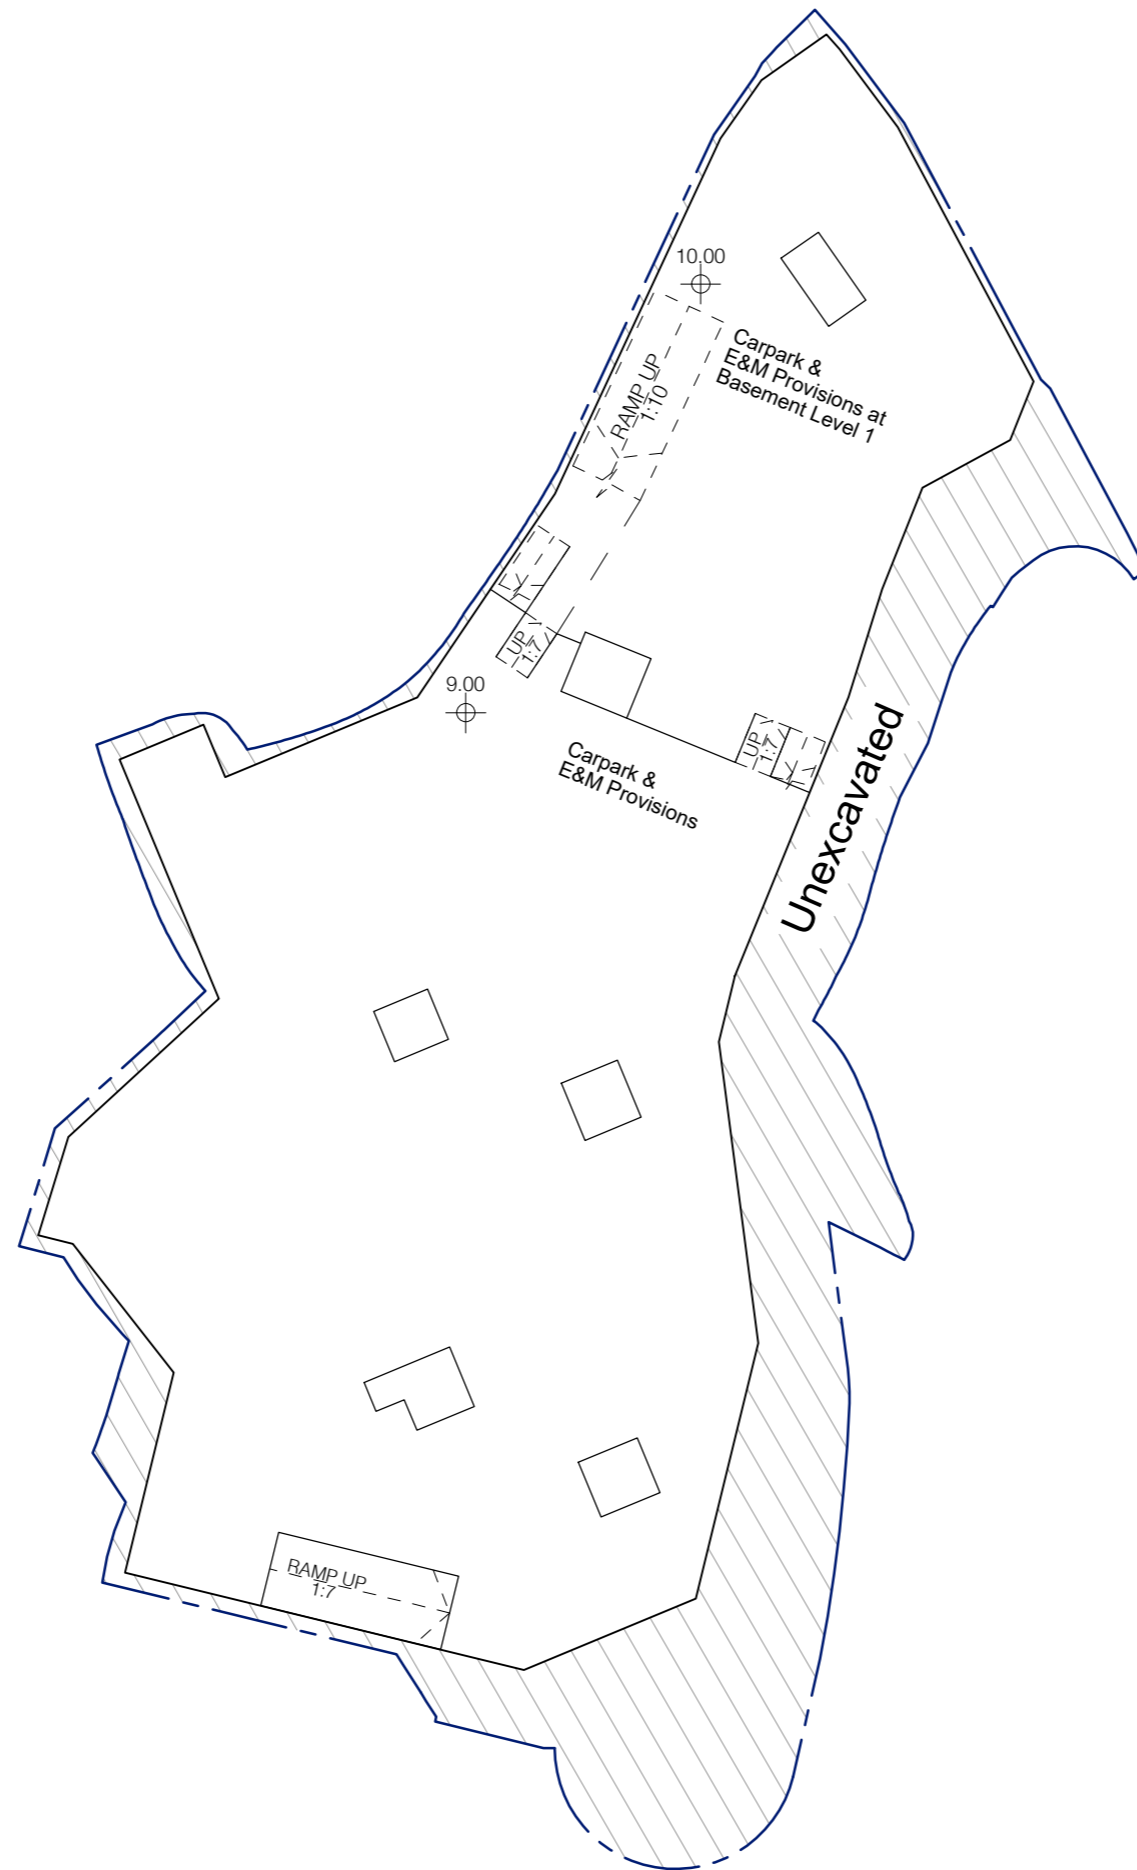 10.00
Carpark &
E&M Provisions at
Basement Level 1
RAMP UP
1:10
UP
1:7
9.00
UP
1:7
Carpark &
E&M Provisions
Unexcavated
RAMP UP
1:7